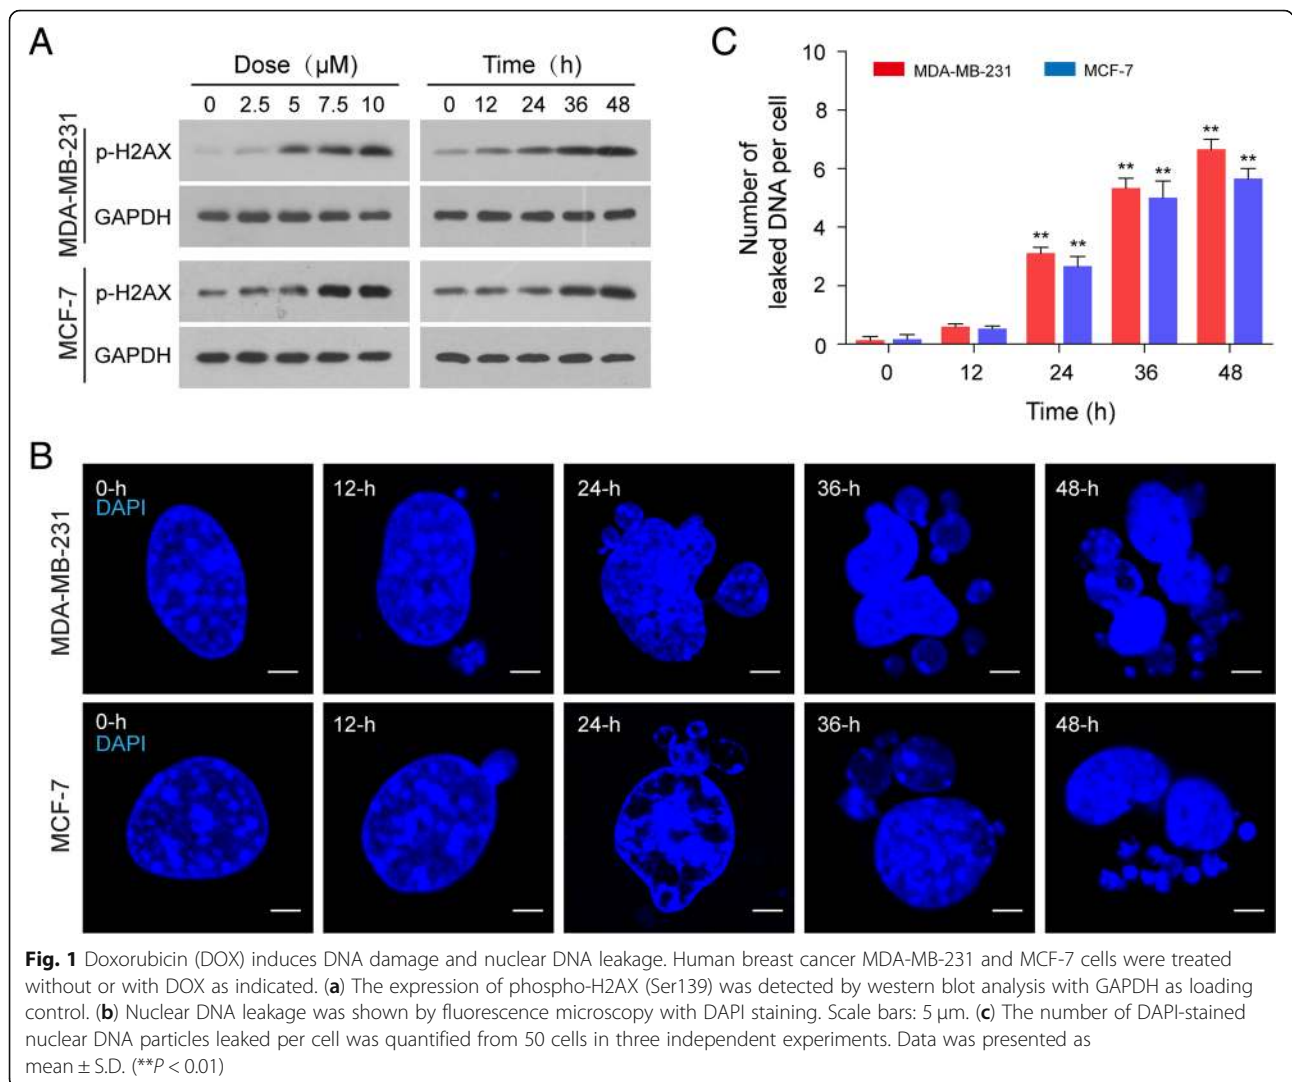 A
Dose (μM)
Time (h)
0 2.5 5 7.5 10
0 12 24 36 48
MDA-MB-231
p-H2AX
GAPDH
MCF-7
p-H2AX
GAPDH
C
MDA-MB-231
MCF-7
Number of
leaked DNA per cell
10
8
6
4
2
0
** ** ** ** ** **
0 12 24 36 48
Time (h)
B
MDA-MB-231
0-h
DAPI
12-h
24-h
36-h
48-h
MCF-7
0-h
DAPI
12-h
24-h
36-h
48-h
Fig. 1 Doxorubicin (DOX) induces DNA damage and nuclear DNA leakage. Human breast cancer MDA-MB-231 and MCF-7 cells were treated
without or with DOX as indicated. (a) The expression of phospho-H2AX (Ser139) was detected by western blot analysis with GAPDH as loading
control. (b) Nuclear DNA leakage was shown by fluorescence microscopy with DAPI staining. Scale bars: 5 μm. (c) The number of DAPI-stained
nuclear DNA particles leaked per cell was quantified from 50 cells in three independent experiments. Data was presented as
mean ± S.D. (**P < 0.01)